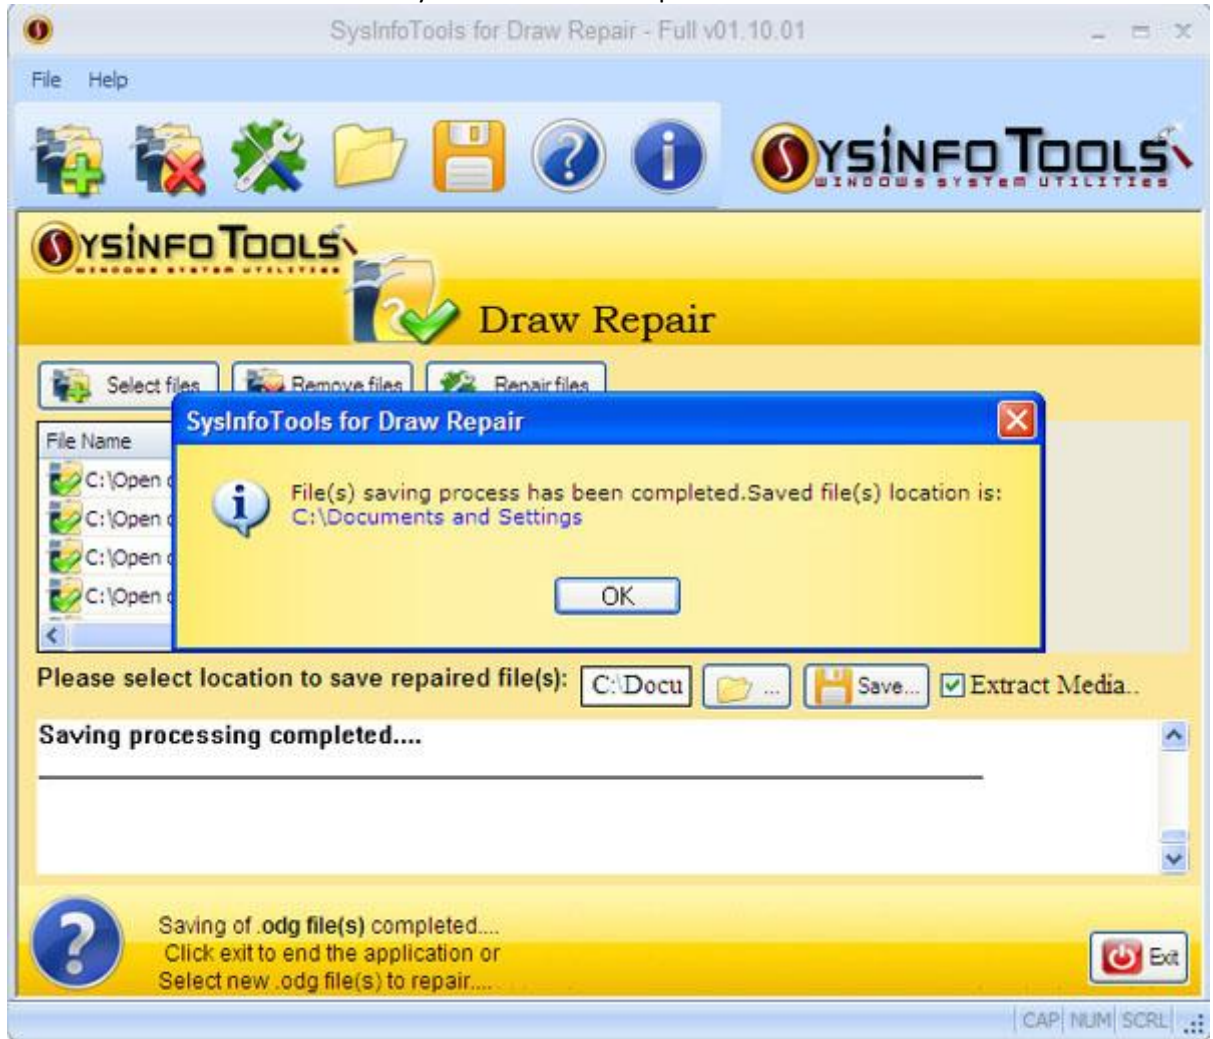 SysInfoTools for Draw Repair - Full v01.10.01
File Help
SYSINFO TOOLS
WINDOWS SYSTEM UTILITIES
SYSINFO TOOLS
WINDOWS SYSTEM UTILITIES
Draw Repair
Select files Remove files Repair files
SysInfoTools for Draw Repair
File Name
C:\Open
C:\Open
C:\Open
C:\Open
File(s) saving process has been completed.Saved file(s) location is:
C:\Documents and Settings
OK
Please select location to save repaired file(s): C:\Docu ... Save... Extract Media..
Saving processing completed....
Saving of .odg file(s) completed....
Click exit to end the application or
Select new .odg file(s) to repair....
Exit
CAP NUM SCRL